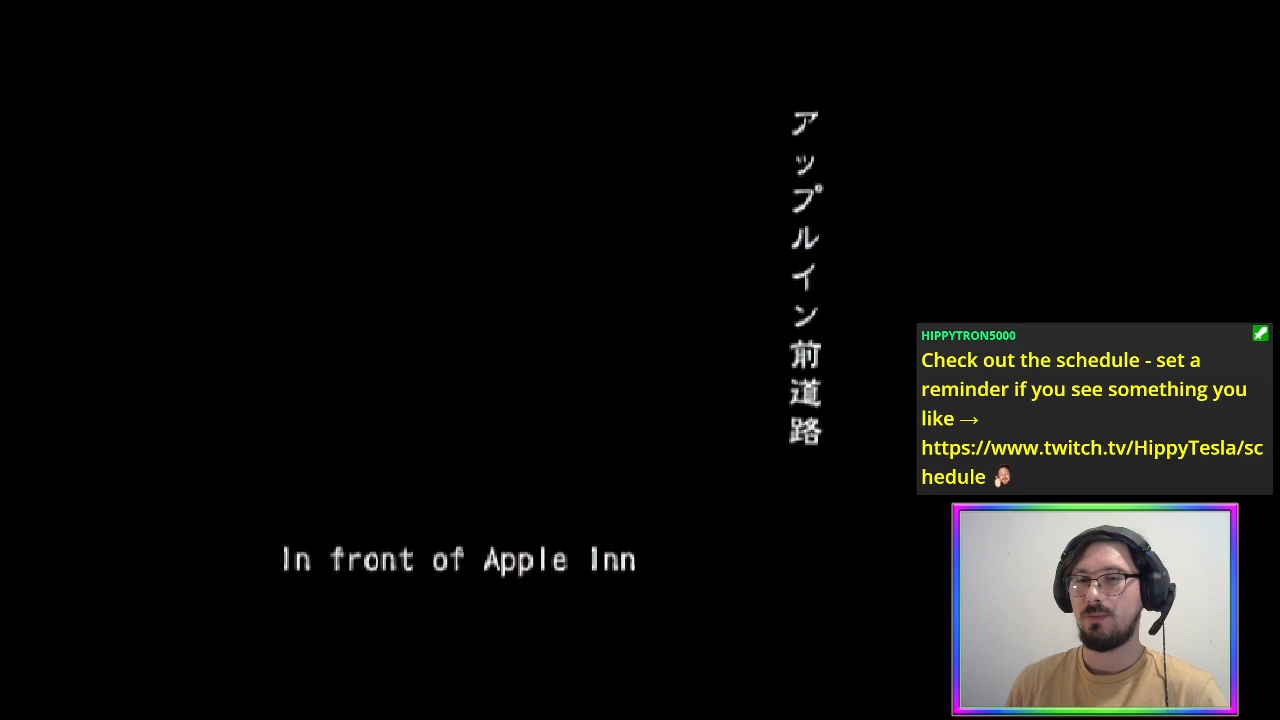 アップルイン前道路
In front of Apple Inn
HIPPYTRON5000
Check out the schedule - set a
reminder if you see something you
like →
https://www.twitch.tv/HippyTesla/sc
hedule